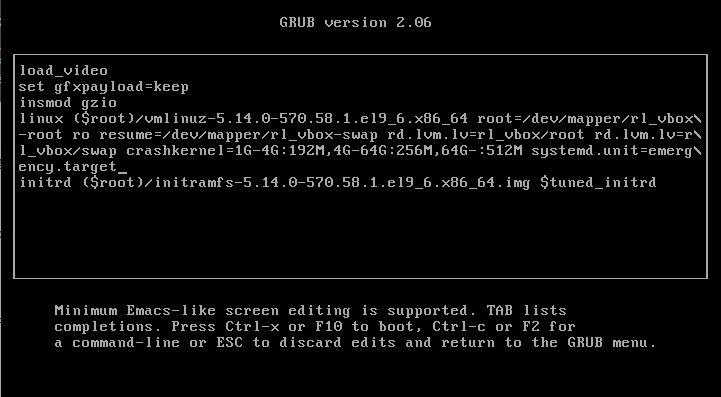 GRUB version 2.06
load_video
set gfxpayload=keep
insmod gzio
linux ($root)/vmlinuz-5.14.0-570.58.1.el9_6.x86_64 root=/dev/mapper/rl_vbox\
-root ro resume=/dev/mapper/rl_vbox-swap rd.lvm.lv=rl_vbox/root rd.lvm.lv=r\
l_vbox/swap crashkernel=1G-4G:192M,4G-64G:256M,64G-:512M systemd.unit=emerg\
ency.target_
initrd ($root)/initramfs-5.14.0-570.58.1.el9_6.x86_64.img $tuned_initrd
Minimum Emacs-like screen editing is supported. TAB lists
completions. Press Ctrl-x or F10 to boot, Ctrl-c or F2 for
a command-line or ESC to discard edits and return to the GRUB menu.